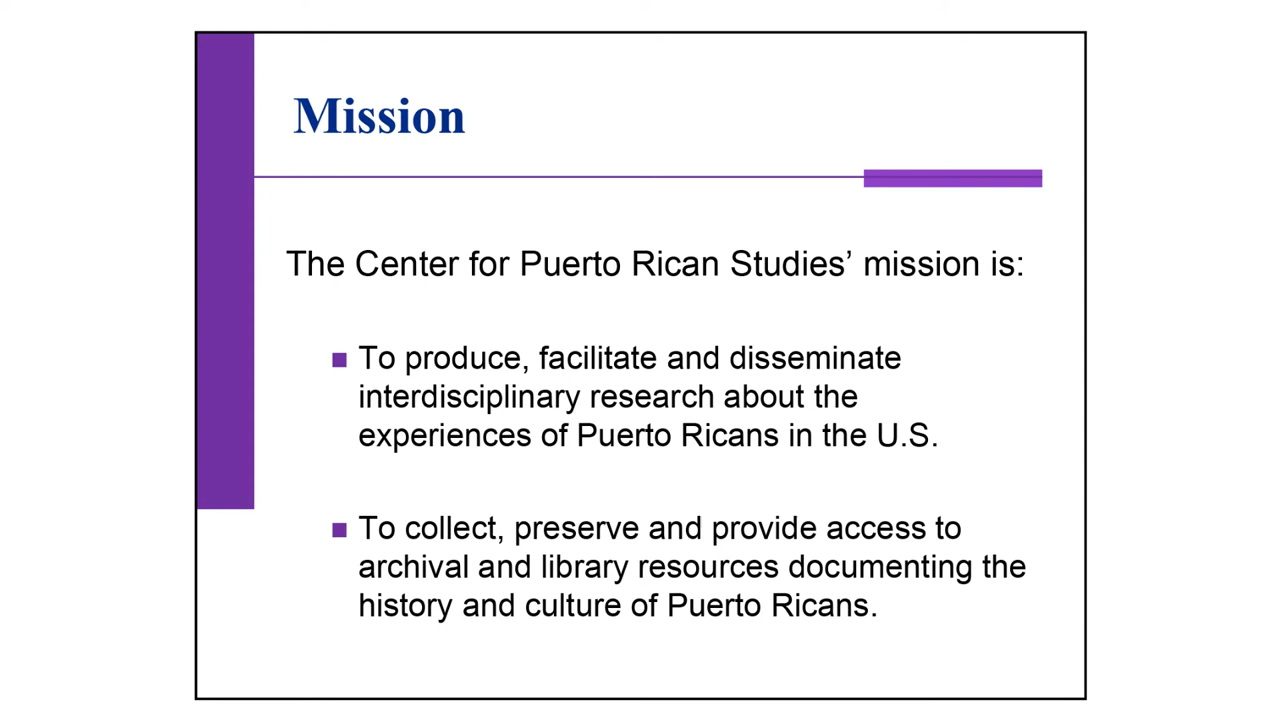 Mission
The Center for Puerto Rican Studies’ mission is:
To produce, facilitate and disseminate
interdisciplinary research about the
experiences of Puerto Ricans in the U.S.
To collect, preserve and provide access to
archival and library resources documenting the
history and culture of Puerto Ricans.